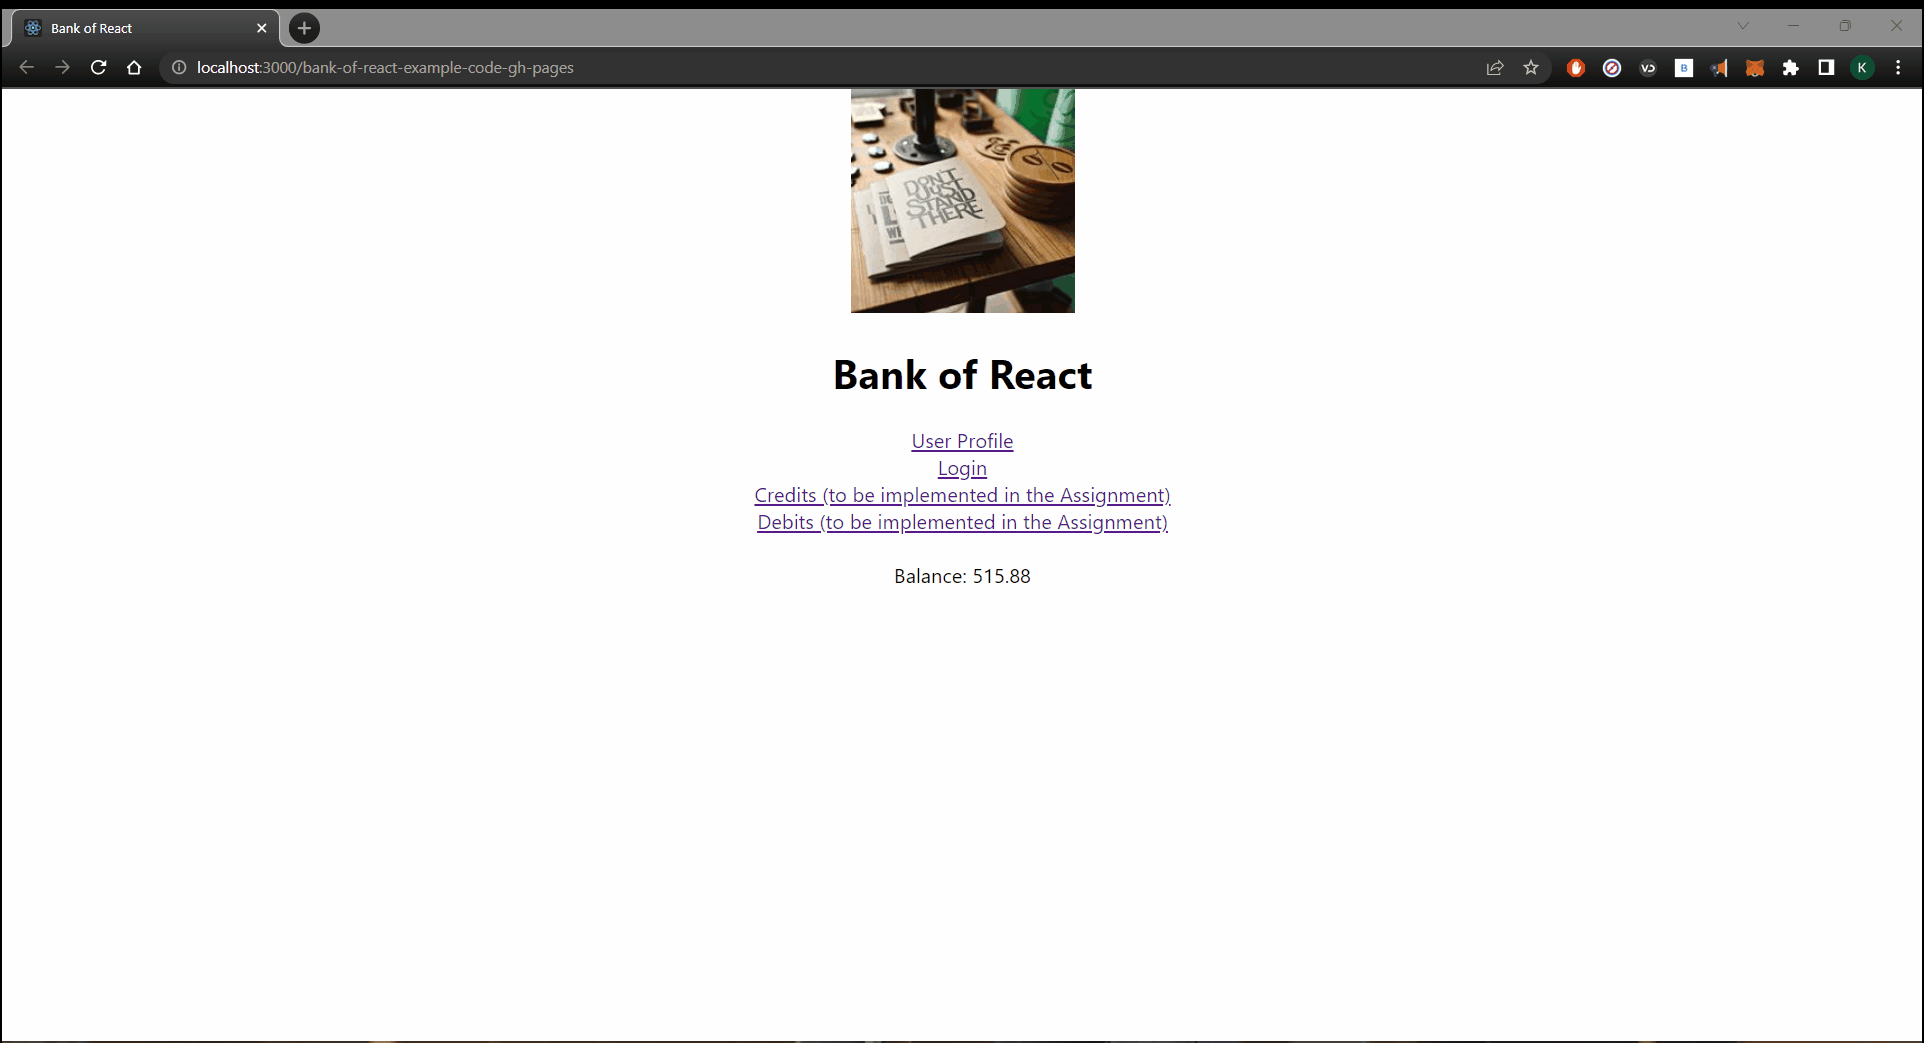 Bank of React
localhost:3000/bank-of-react-example-code-gh-pages
VD
B
K
DON'T
JUST
STAND
THERE
Bank of React
User Profile
Login
Credits (to be implemented in the Assignment)
Debits (to be implemented in the Assignment)
Balance: 515.88